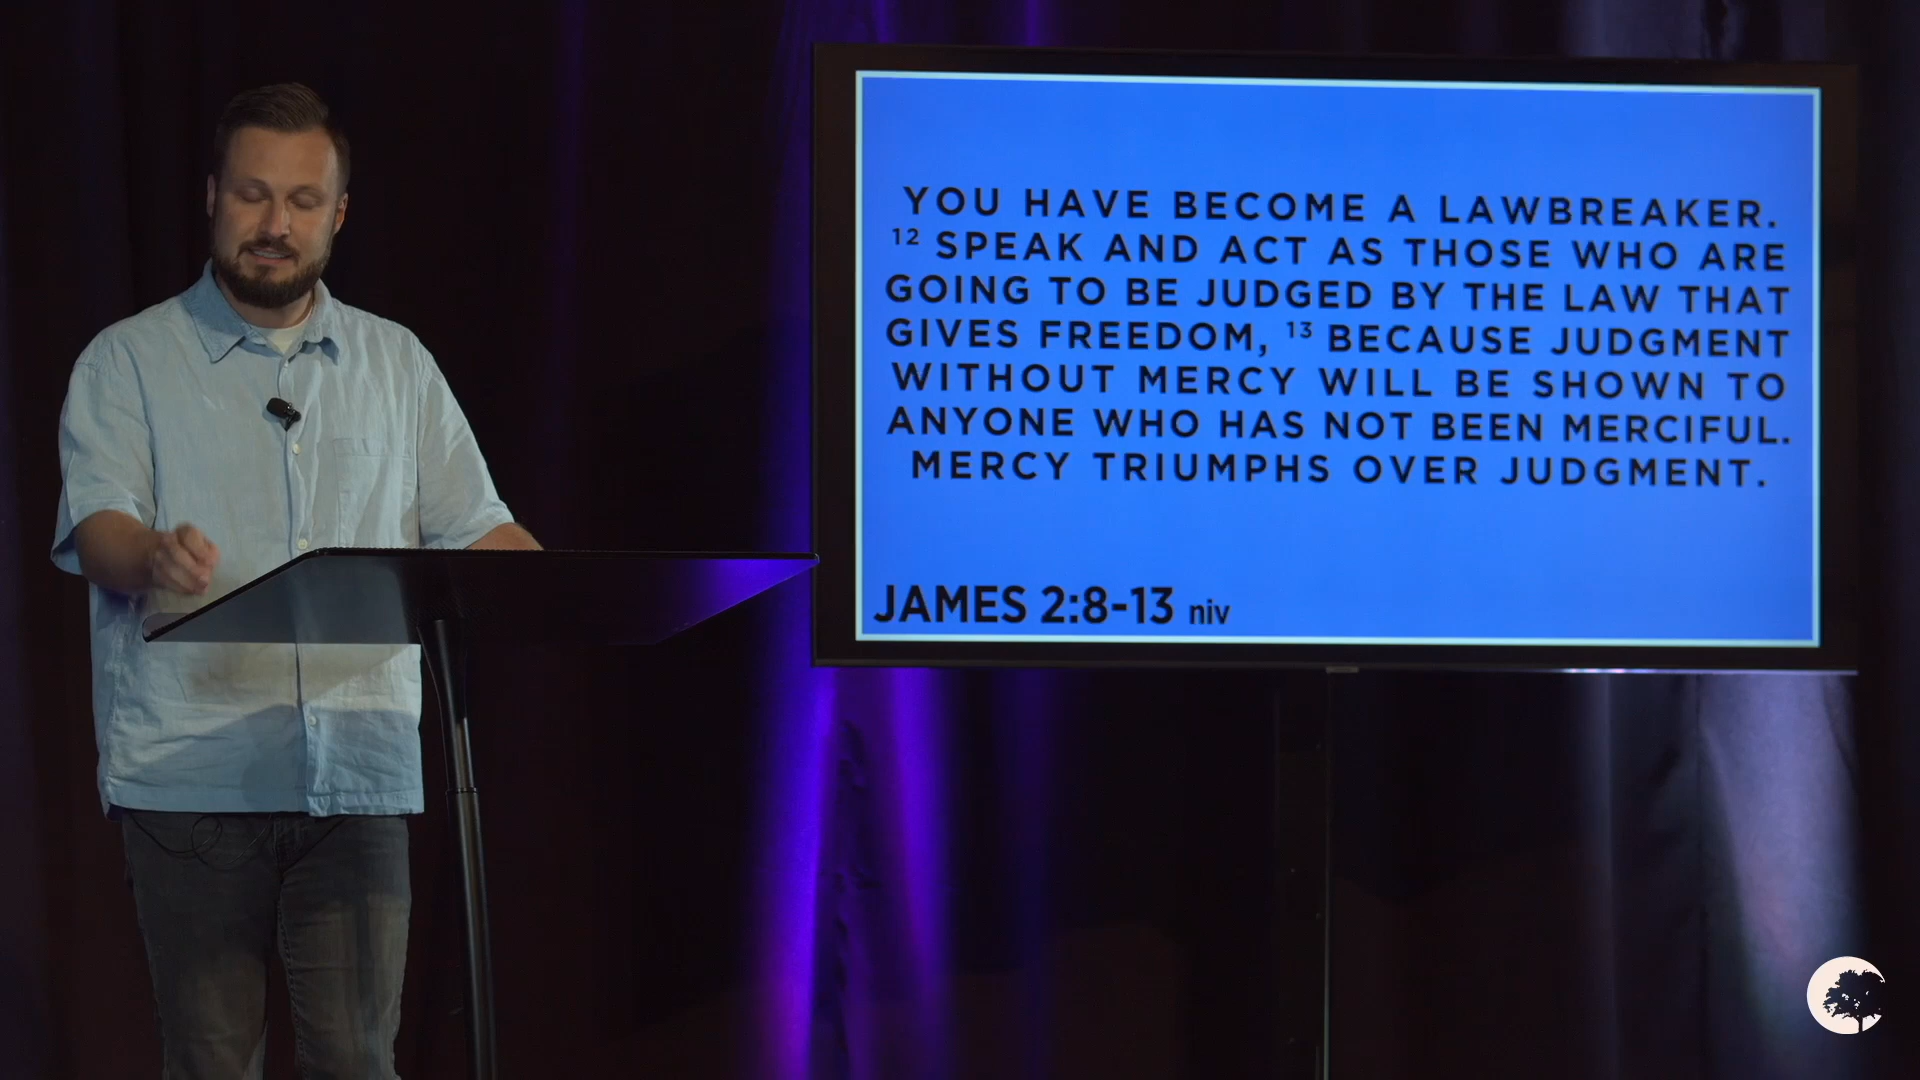 YOU HAVE BECOME A LAWBREAKER.
12 SPEAK AND ACT AS THOSE WHO ARE
GOING TO BE JUDGED BY THE LAW THAT
GIVES FREEDOM, 13 BECAUSE JUDGMENT
WITHOUT MERCY WILL BE SHOWN TO
ANYONE WHO HAS NOT BEEN MERCIFUL.
MERCY TRIUMPHS OVER JUDGMENT.
JAMES 2:8-13 niv